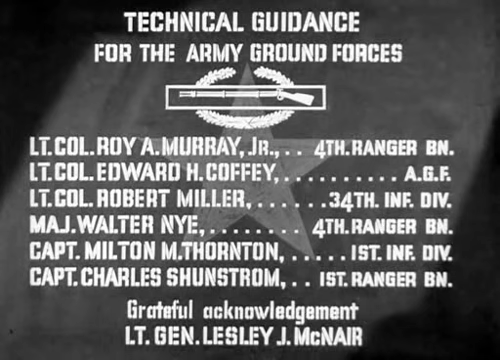 TECHNICAL GUIDANCE
FOR THE ARMY GROUND FORCES
LT. COL. ROY A. MURRAY, JR., . . 4TH. RANGER BN.
LT. COL. EDWARD H. COFFEY, . . . . . . . . . . A.G.F.
LT. COL. ROBERT MILLER, . . . . . . 34TH. INF. DIV.
MAJ. WALTER NYE, . . . . . . . . 4TH. RANGER BN.
CAPT. MILTON M. THORNTON, . . . . . 1ST. INF. DIV.
CAPT. CHARLES SHUNSTROM, . . 1ST. RANGER BN.
Grateful acknowledgement
LT. GEN. LESLEY J. McNAIR